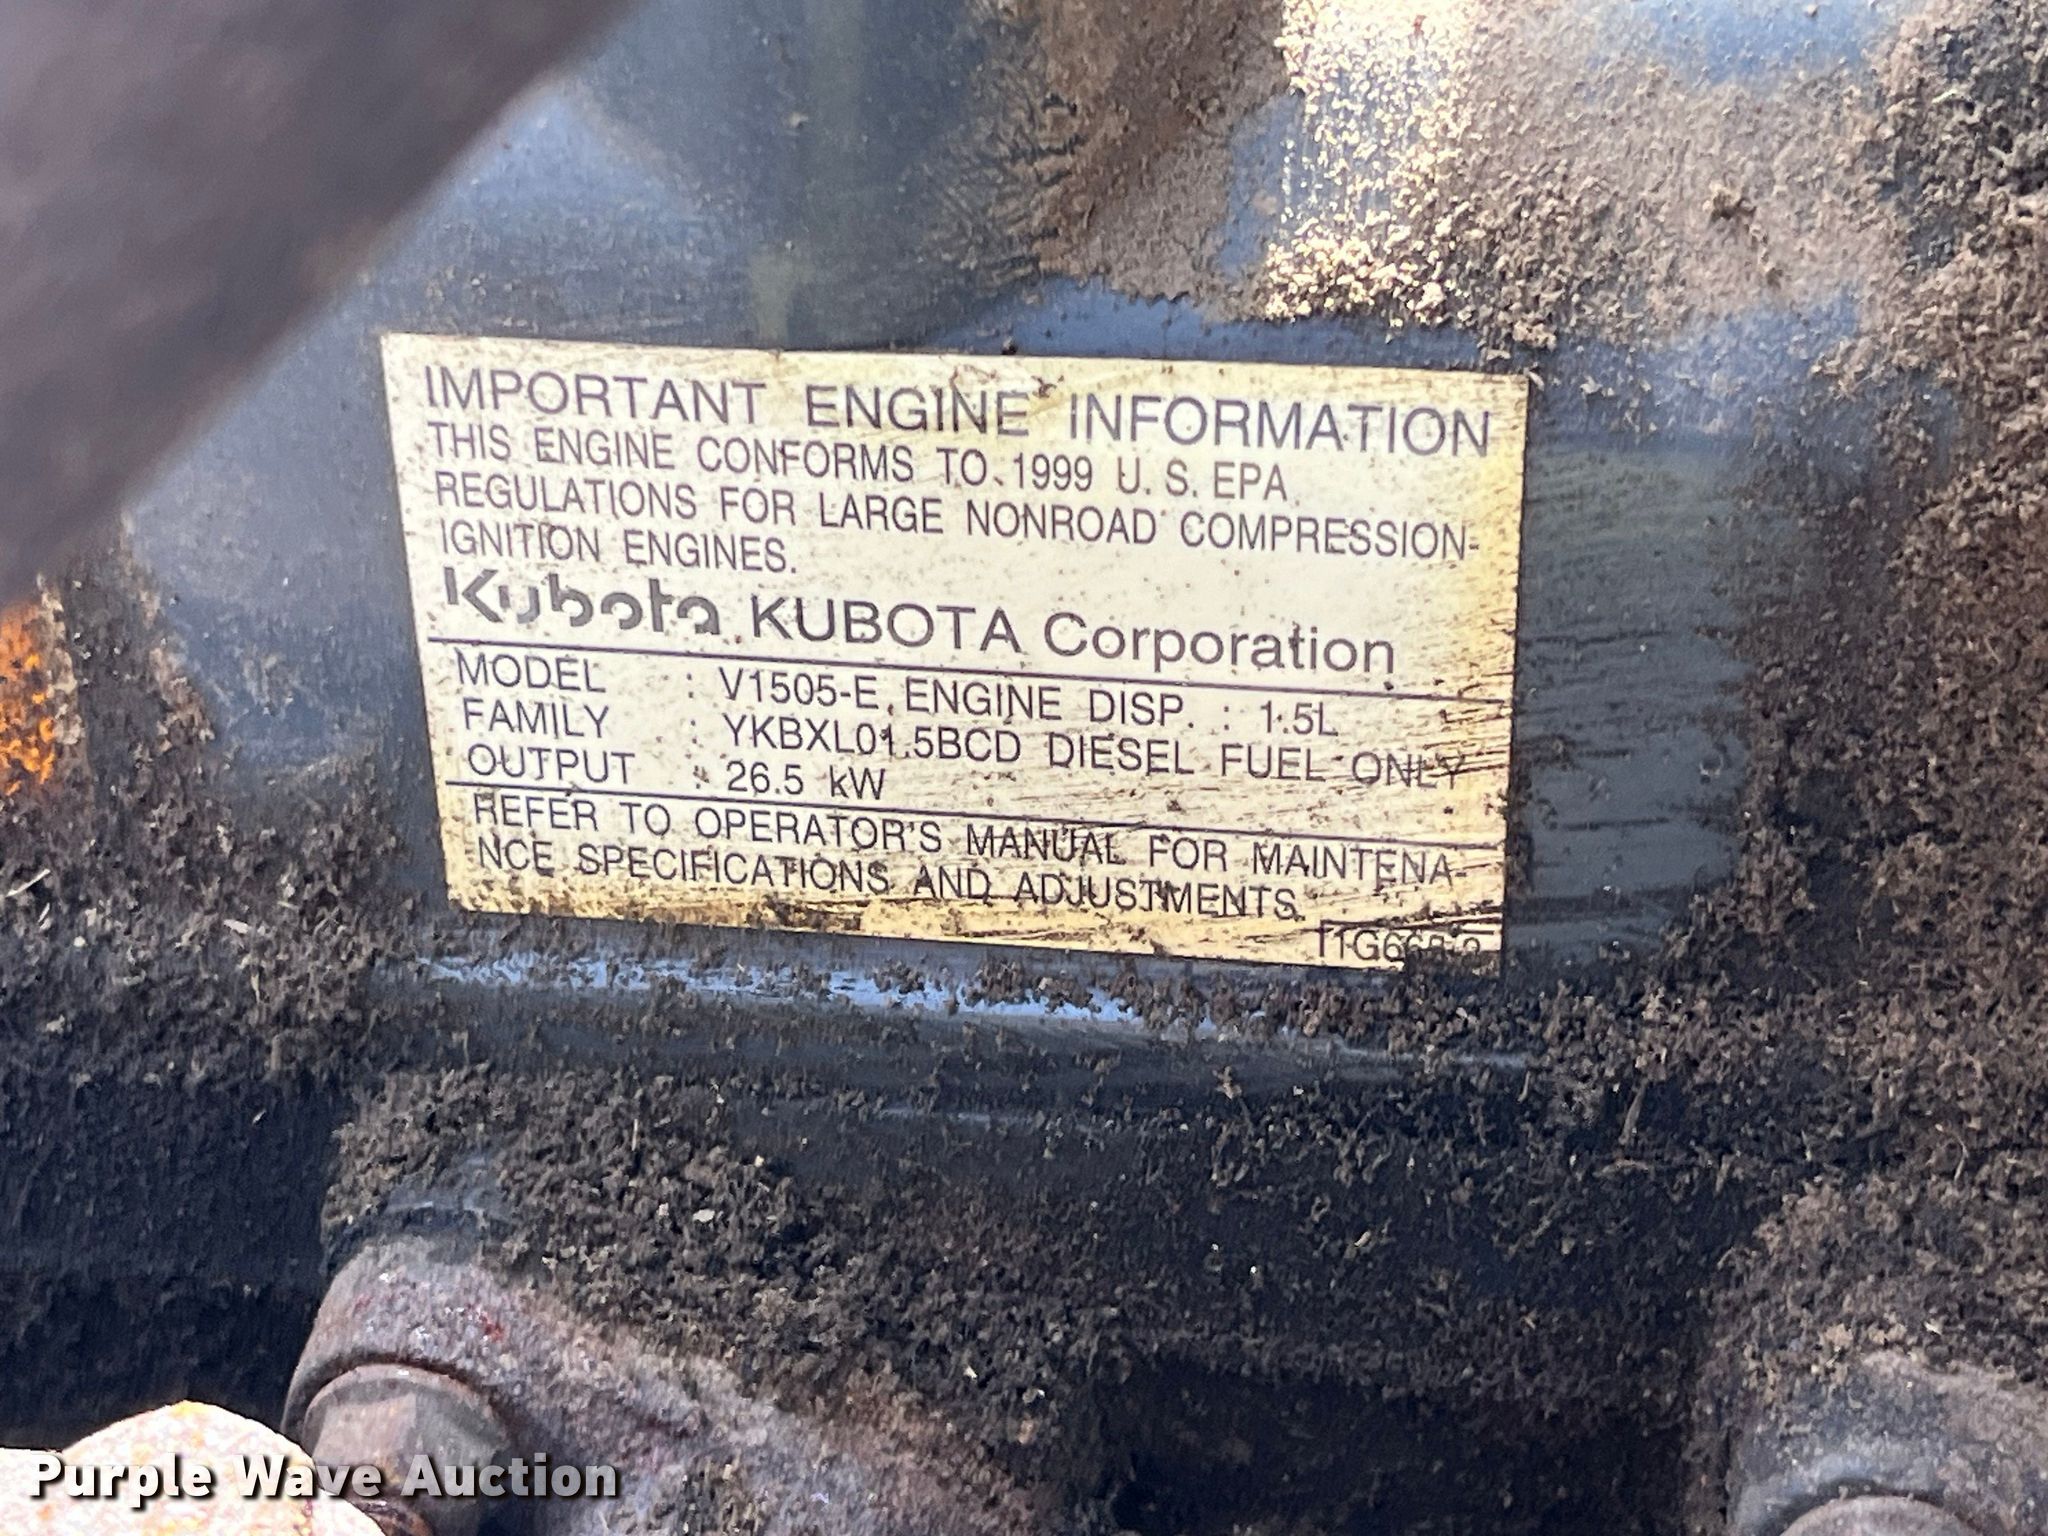 IMPORTANT ENGINE INFORMATION
THIS ENGINE CONFORMS TO 1999 U. S. EPA
REGULATIONS FOR LARGE NONROAD COMPRESSION-
IGNITION ENGINES.
Kubota KUBOTA Corporation
MODEL : V1505-E, ENGINE DISP. : 1.5L
FAMILY : YKBXL01.5BCD DIESEL FUEL ONLY
OUTPUT : 26.5 kW
REFER TO OPERATOR'S MANUAL FOR MAINTENA-
NCE SPECIFICATIONS AND ADJUSTMENTS.
Purple Wave Auction